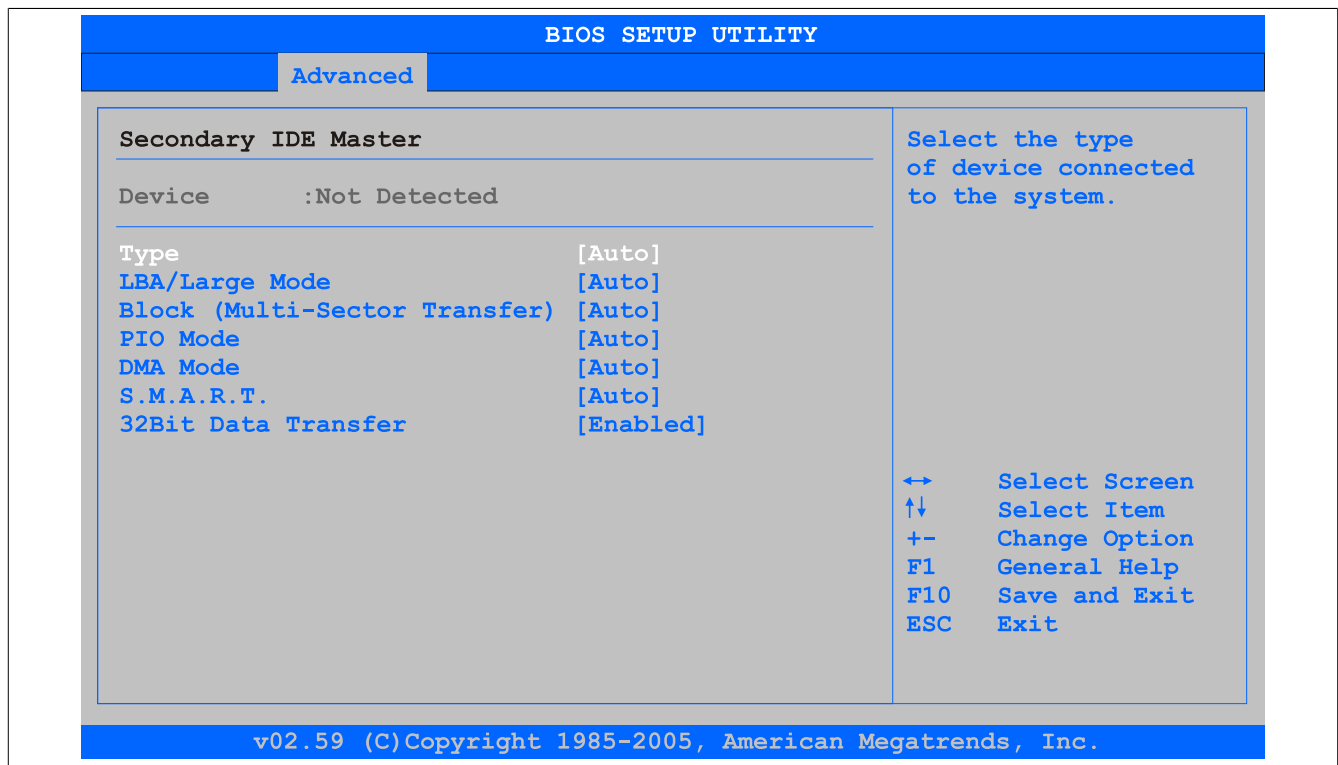 BIOS SETUP UTILITY
Advanced
Secondary IDE Master
Device :Not Detected
Type [Auto]
LBA/Large Mode [Auto]
Block (Multi-Sector Transfer) [Auto]
PIO Mode [Auto]
DMA Mode [Auto]
S.M.A.R.T. [Auto]
32Bit Data Transfer [Enabled]
Select the type
of device connected
to the system.
↔ Select Screen
↑↓ Select Item
+- Change Option
F1 General Help
F10 Save and Exit
ESC Exit
v02.59 (C)Copyright 1985-2005, American Megatrends, Inc.